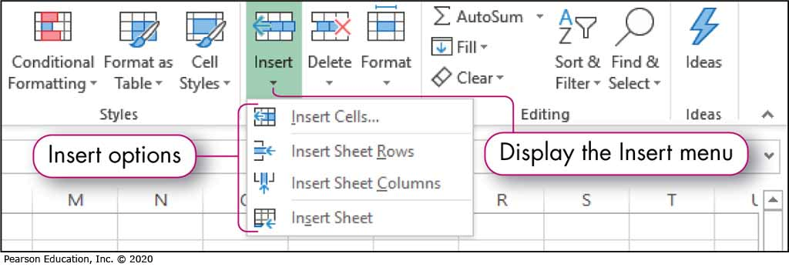 Conditional Formatting
Format as Table
Cell Styles
Styles
Insert
Delete
Format
AutoSum
Fill
Clear
Sort & Filter
Find & Select
Editing
Ideas
Ideas
Insert Cells...
Insert Sheet Rows
Insert Sheet Columns
Insert Sheet
Insert options
Display the Insert menu
M N R S T
Pearson Education, Inc. © 2020